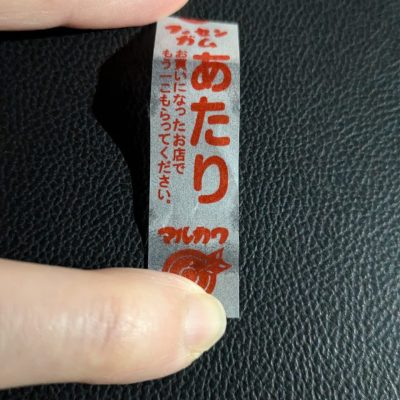 フーセン
ガム
あたり
お買いになったお店で
もう一こもらってください。
マルカワ